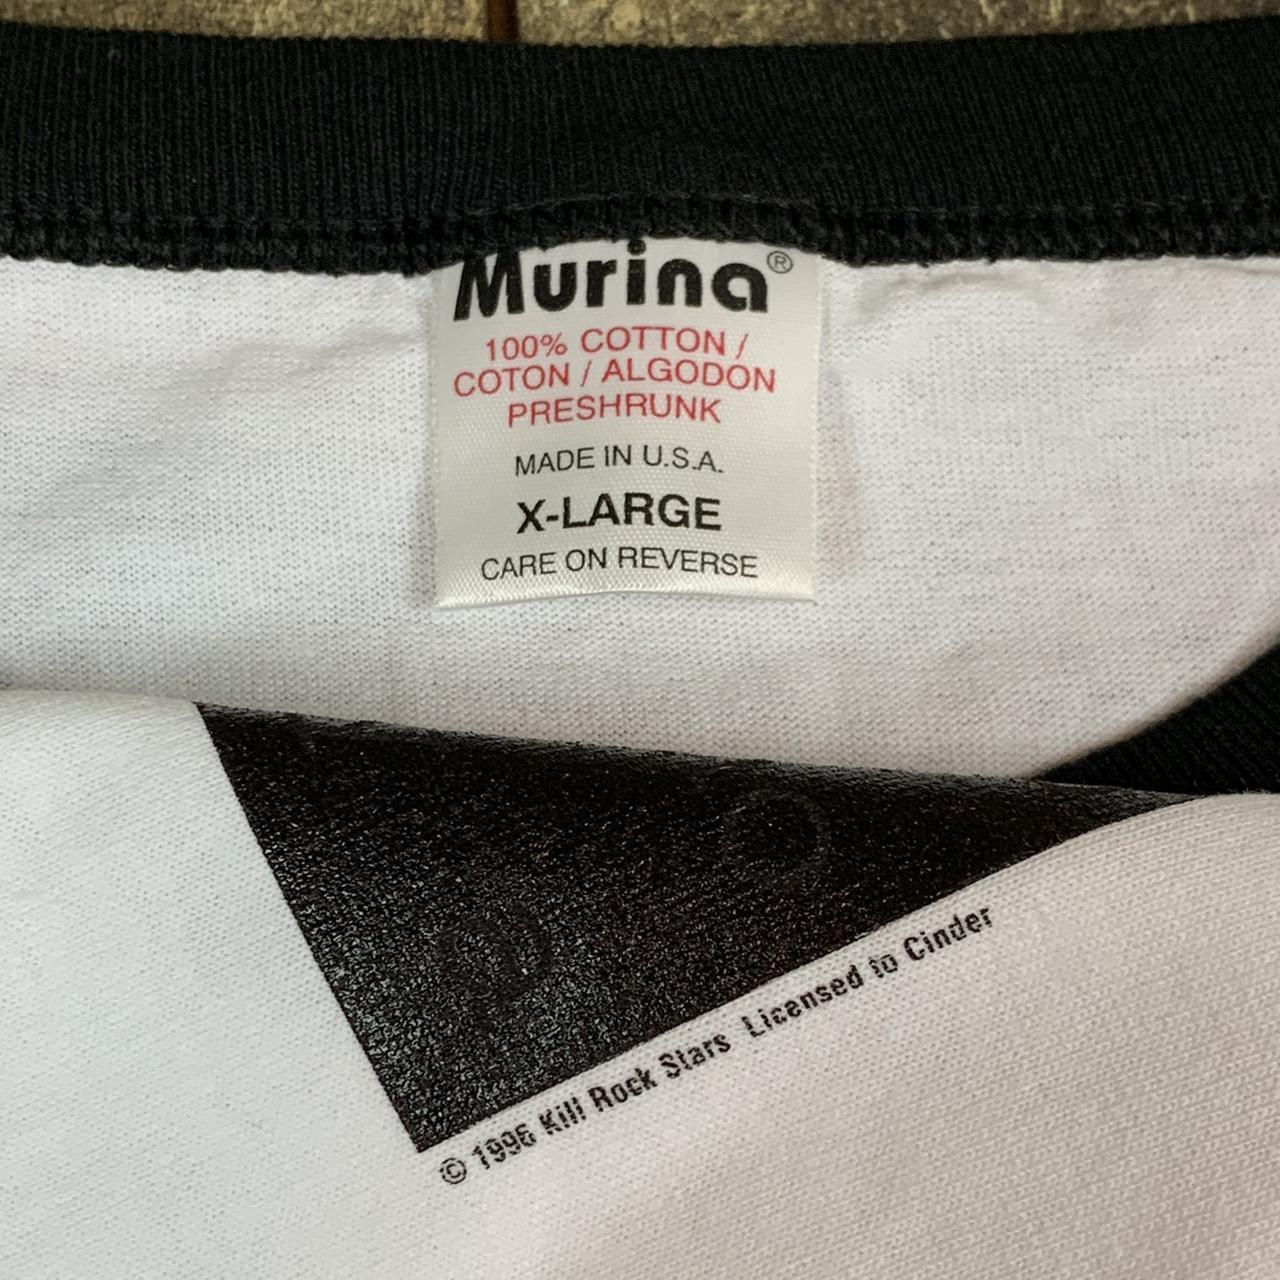 Murina®
100% COTTON /
COTON / ALGODON
PRESHRUNK
MADE IN U.S.A.
X-LARGE
CARE ON REVERSE
© 1996 Kill Rock Stars Licensed to Cinder